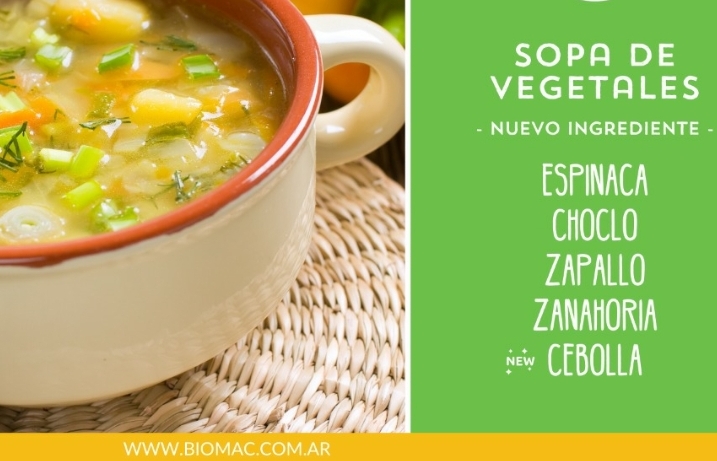 SOPA DE
VEGETALES
- NUEVO INGREDIENTE -
ESPINACA
CHOCLO
ZAPALLO
ZANAHORIA
NEW CEBOLLA
WWW.BIOMAC.COM.AR